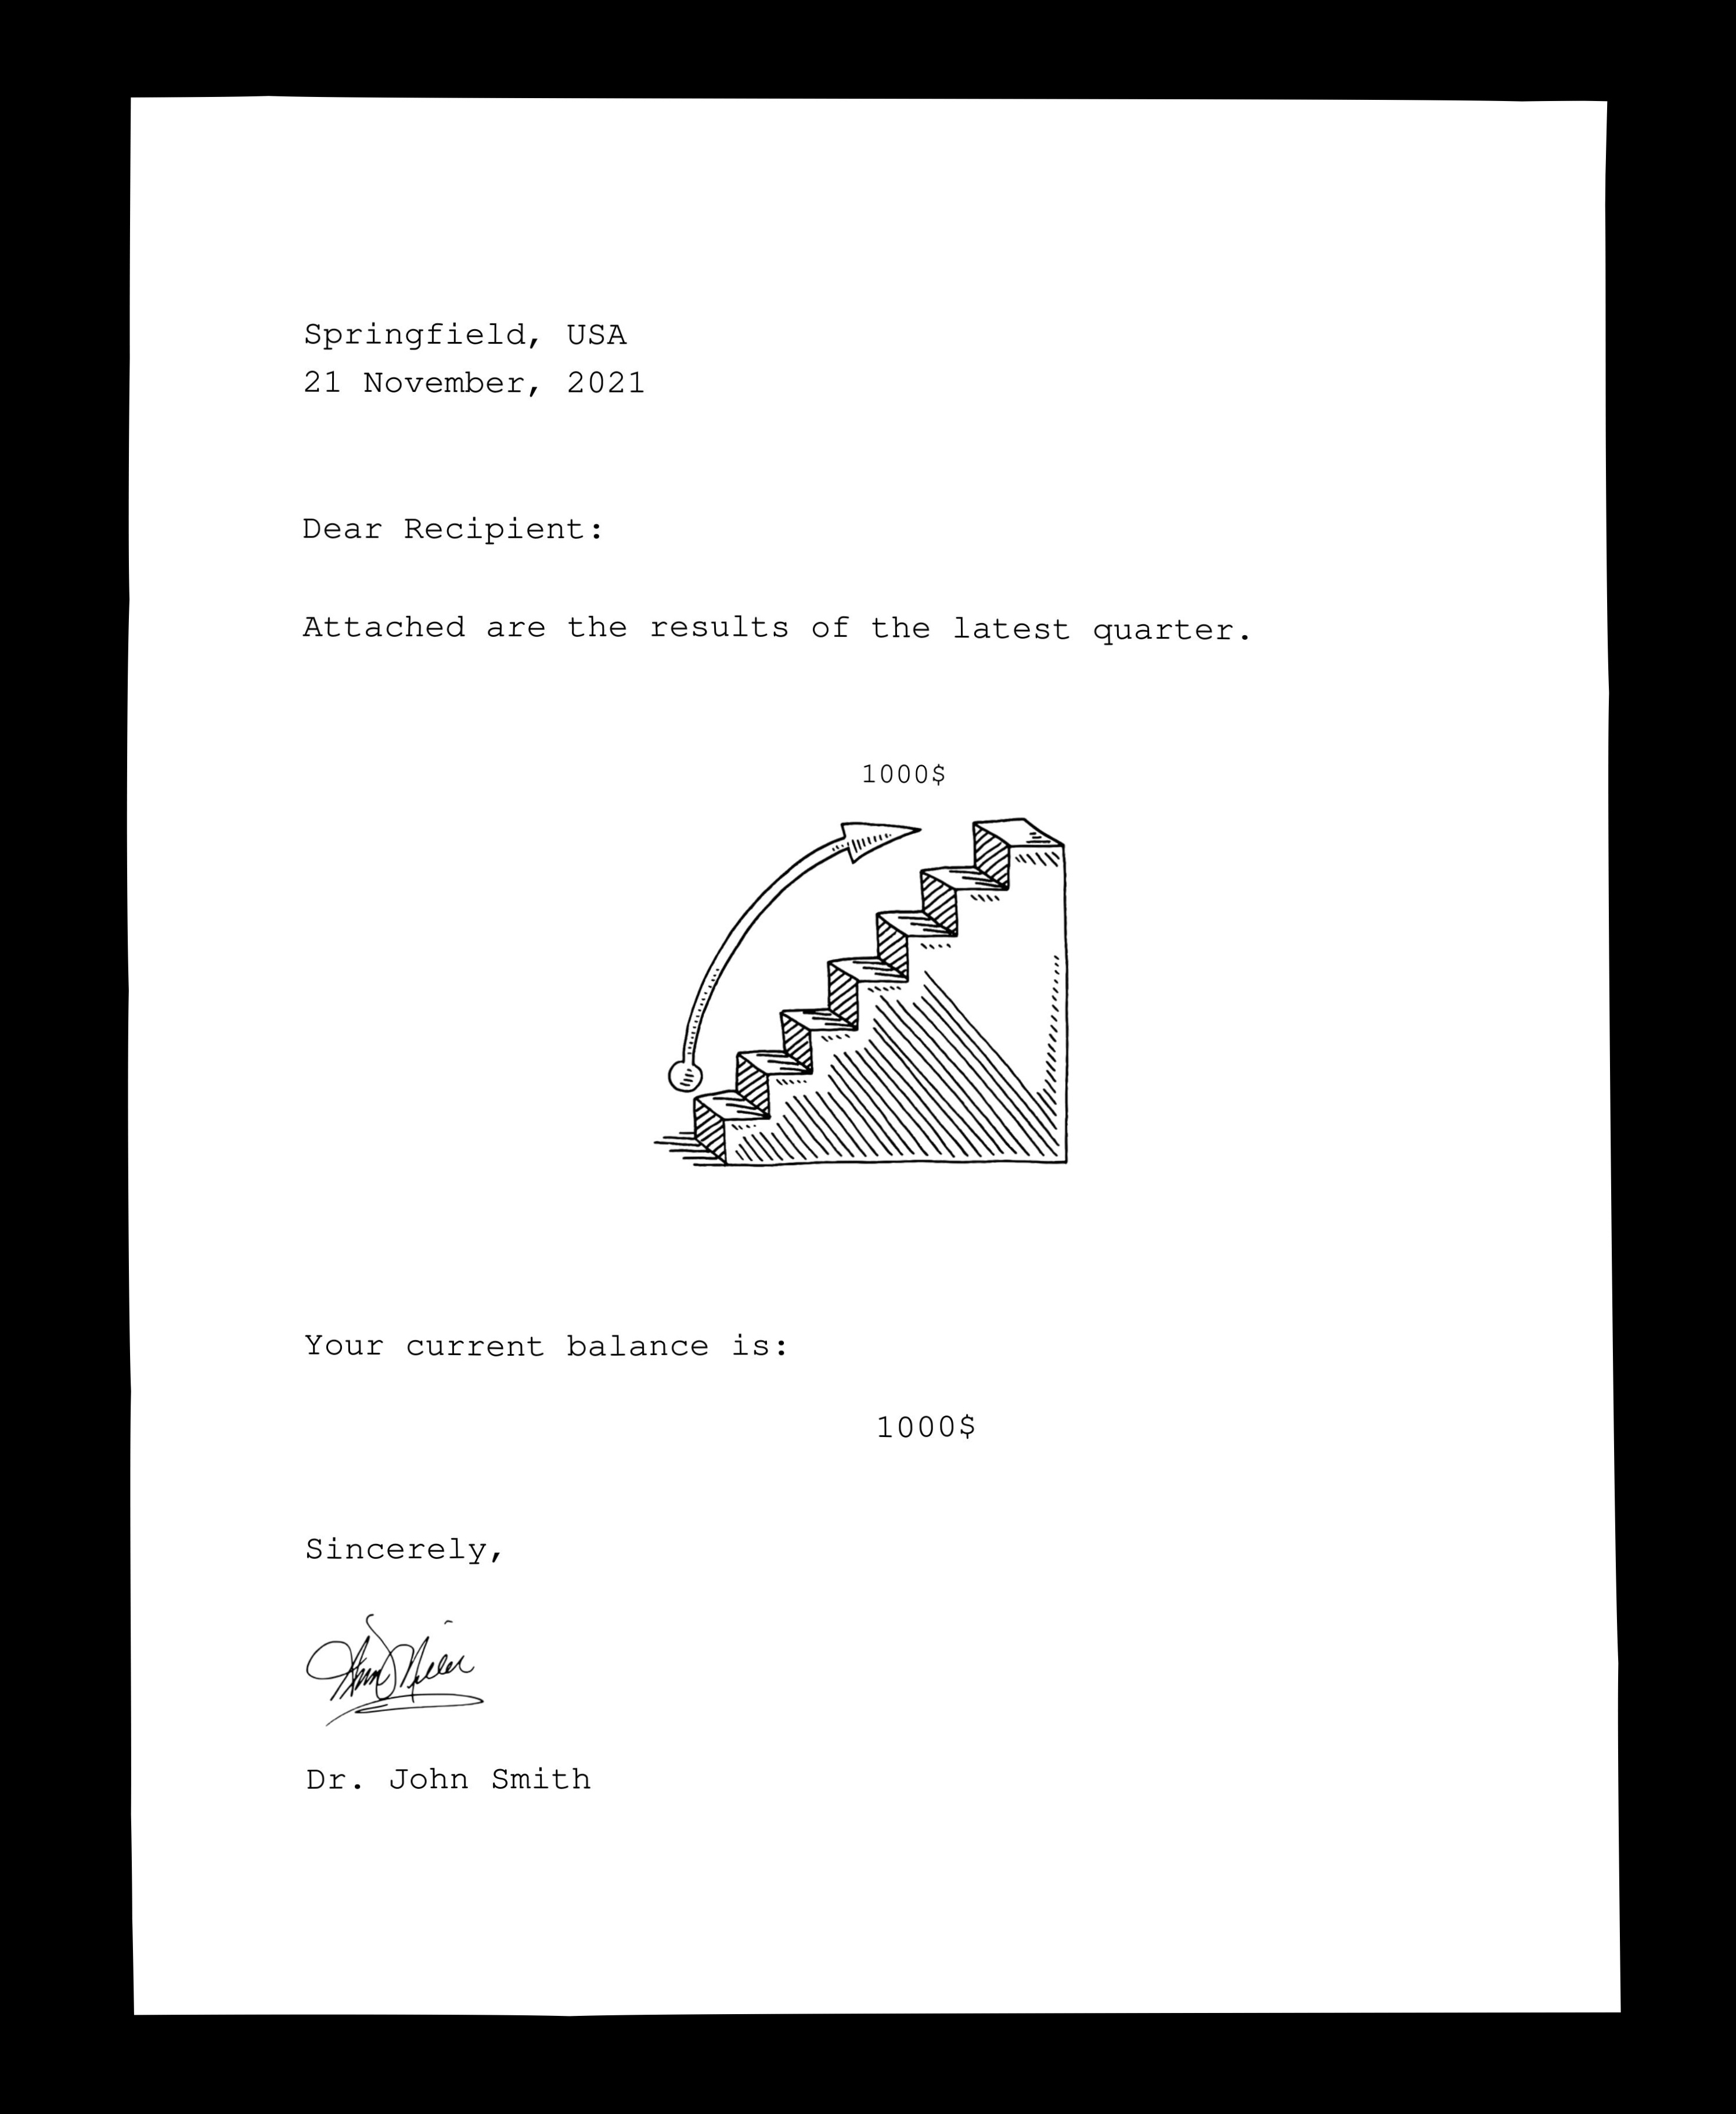 Springfield, USA
21 November, 2021
Dear Recipient:
Attached are the results of the latest quarter.
1000$
Your current balance is:
1000$
Sincerely,
Dr. John Smith